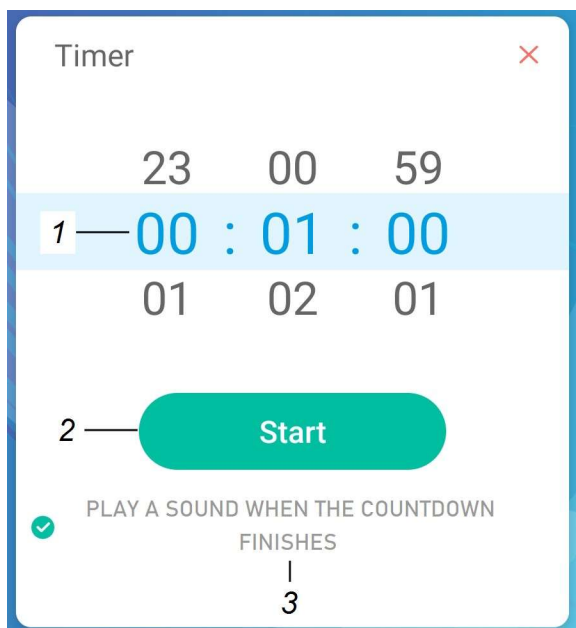 Timer
23 00 59
1 00 : 01 : 00
01 02 01
2 Start
PLAY A SOUND WHEN THE COUNTDOWN
FINISHES
3